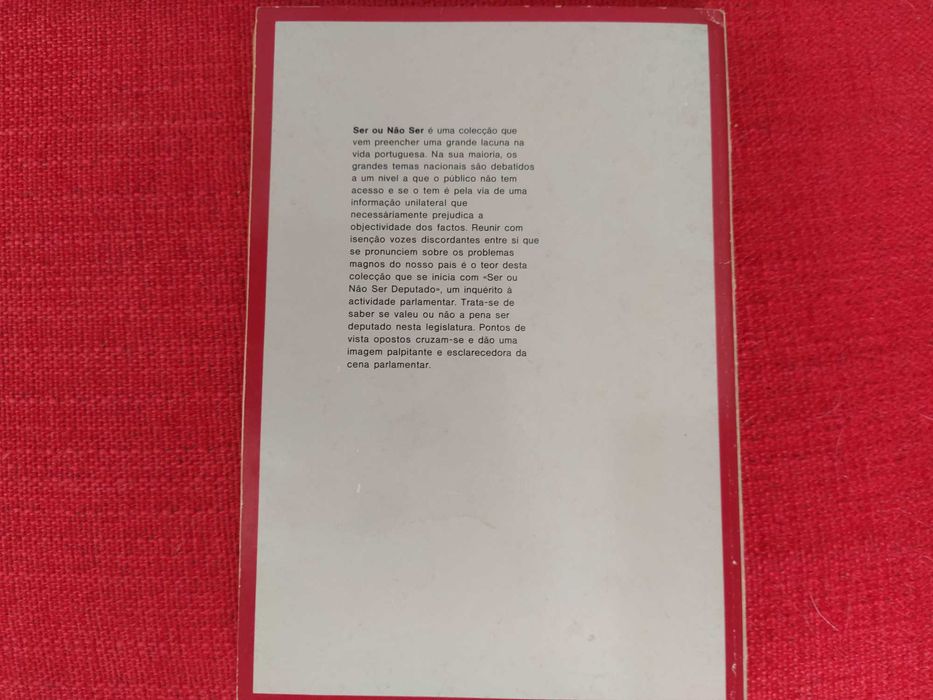 Ser ou Não Ser é uma colecção que
vem preencher uma grande lacuna na
vida portuguesa. Na sua maioria, os
grandes temas nacionais são debatidos
a um nível a que o público não tem
acesso e se o tem é pela via de uma
informação unilateral que
necessàriamente prejudica a
objectividade dos factos. Reunir com
isenção vozes discordantes entre si que
se pronunciem sobre os problemas
magnos do nosso país é o teor desta
colecção que se inicia com «Ser ou
Não Ser Deputado», um inquérito à
actividade parlamentar. Trata-se de
saber se valeu ou não a pena ser
deputado nesta legislatura. Pontos de
vista opostos cruzam-se e dão uma
imagem palpitante e esclarecedora da
cena parlamentar.